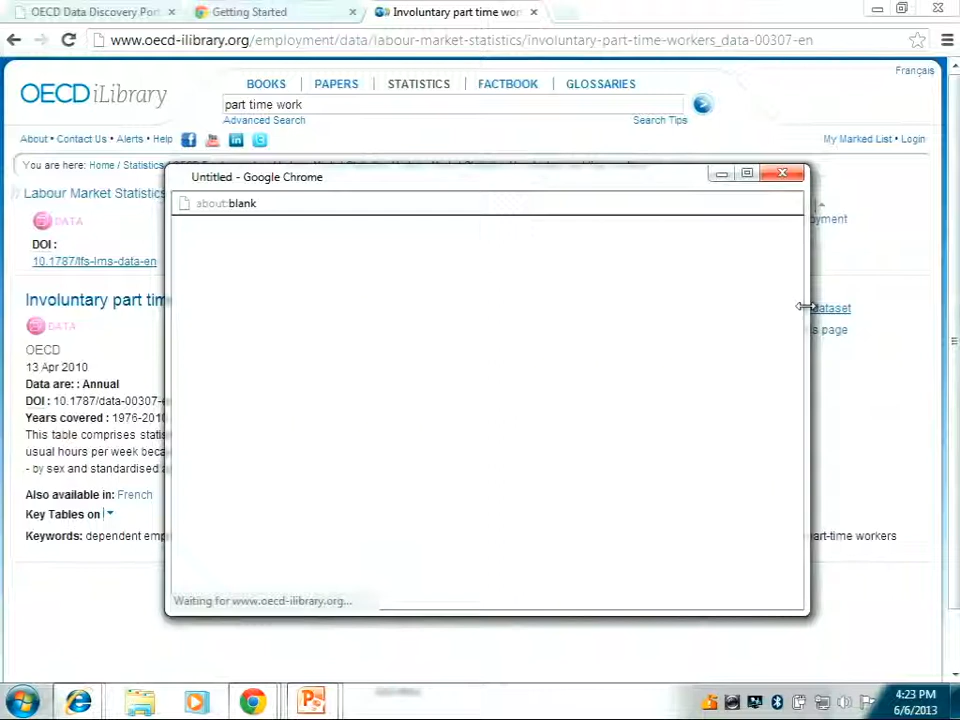 OECD Data Discovery Port
Getting Started
Involuntary part time wor
www.oecd-ilibrary.org/employment/data/labour-market-statistics/involuntary-part-time-workers_data-00307-en
Français
OECD iLibrary
BOOKS | PAPERS | STATISTICS | FACTBOOK | GLOSSARIES
part time work
Advanced Search
Search Tips
About • Contact Us • Alerts • Help
My Marked List • Login
You are here: Home / Statistics
Untitled - Google Chrome
Labour Market Statistics
about:blank
DATA
DOI :
10.1787/lfs-lms-data-en
Involuntary part tim
dataset
DATA
s page
OECD
13 Apr 2010
Data are: : Annual
DOI : 10.1787/data-00307-e
Years covered : 1976-2010
This table comprises statis
usual hours per week beca
- by sex and standardised a
Also available in: French
Key Tables on
Keywords: dependent emp
art-time workers
Waiting for www.oecd-ilibrary.org...
4:23 PM
6/6/2013